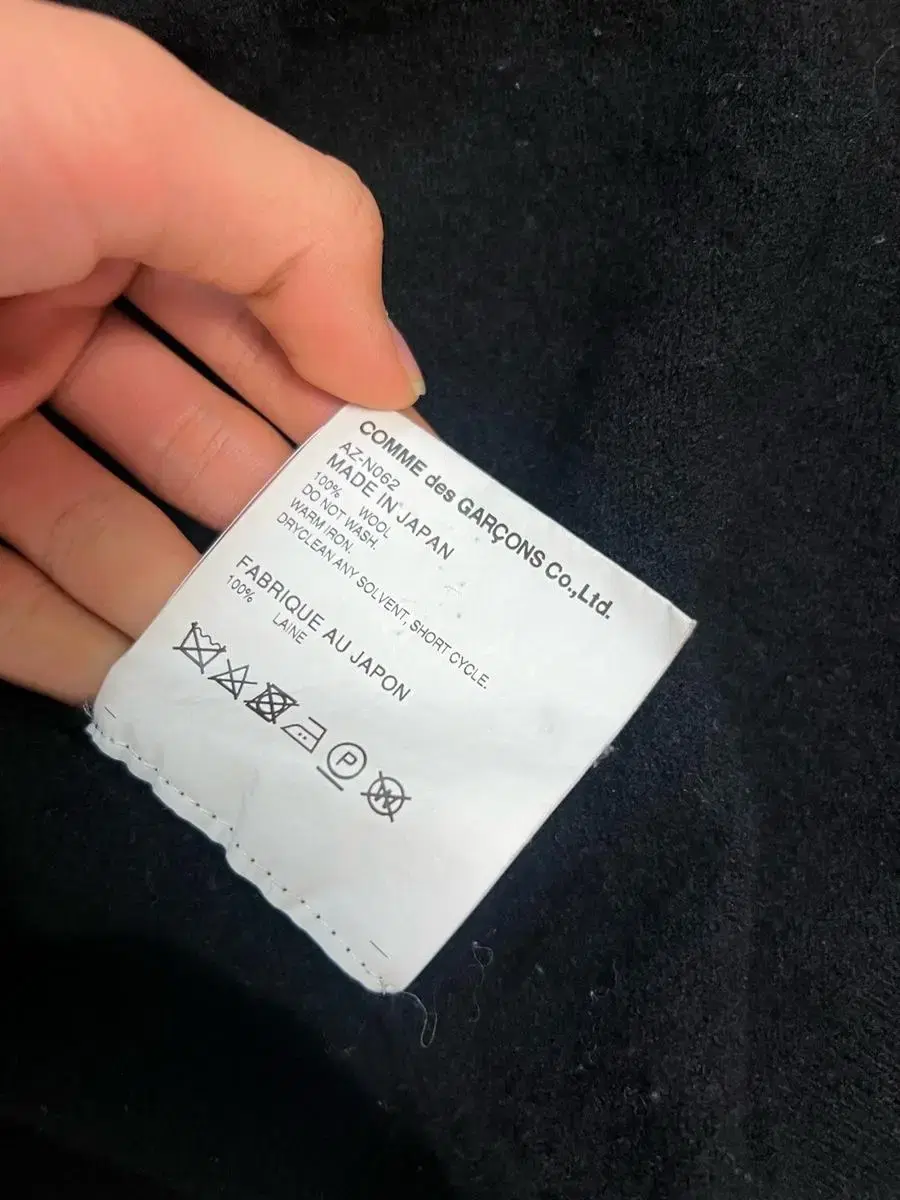 COMME des GARÇONS Co.,Ltd.
AZ-N062
MADE IN JAPAN
100% WOOL
DO NOT WASH.
WARM IRON.
DRYCLEAN ANY SOLVENT, SHORT CYCLE.
FABRIQUE AU JAPON
100% LAINE
P W